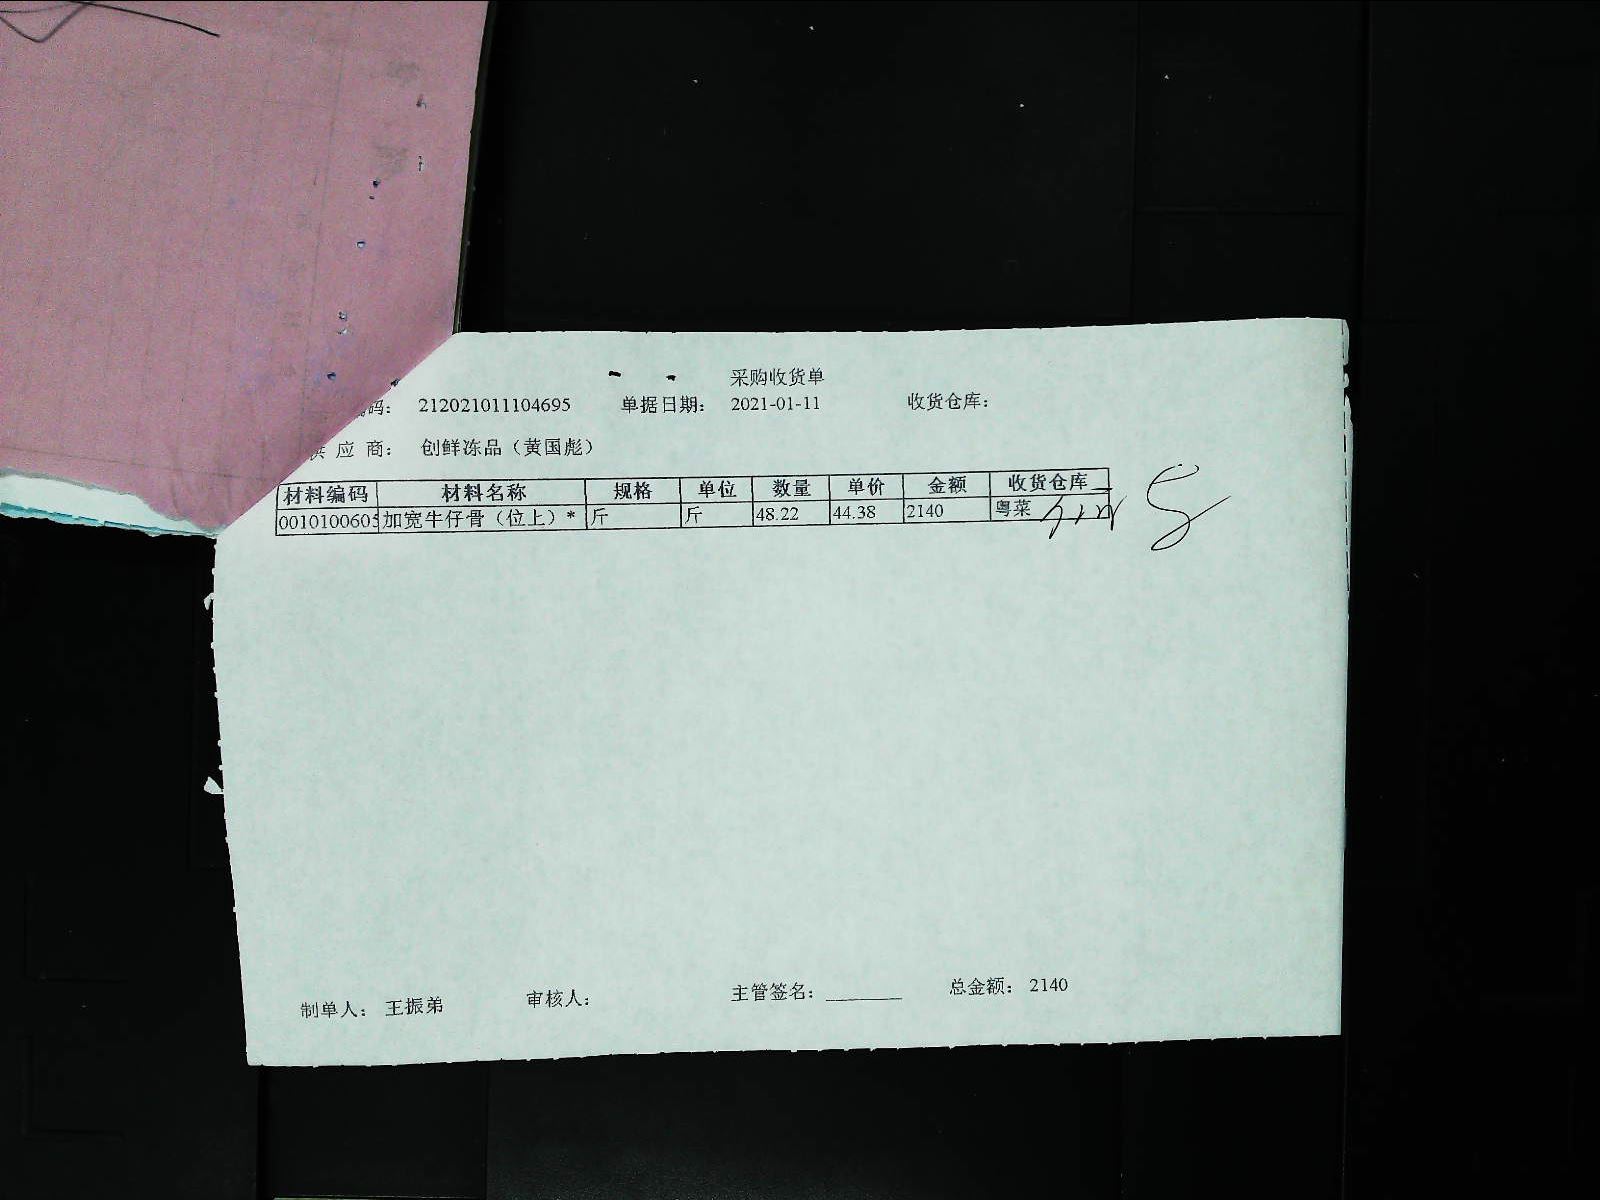 采购收货单
码： 212021011104695 单据日期： 2021-01-11 收货仓库：
供 应 商： 创鲜冻品（黄国彪）
材料编码 材料名称 规格 单位 数量 单价 金额 收货仓库
0010100605 加宽牛仔骨（位上）* 斤 斤 48.22 44.38 2140 粤菜
制单人： 王振弟 审核人： 主管签名：________ 总金额： 2140